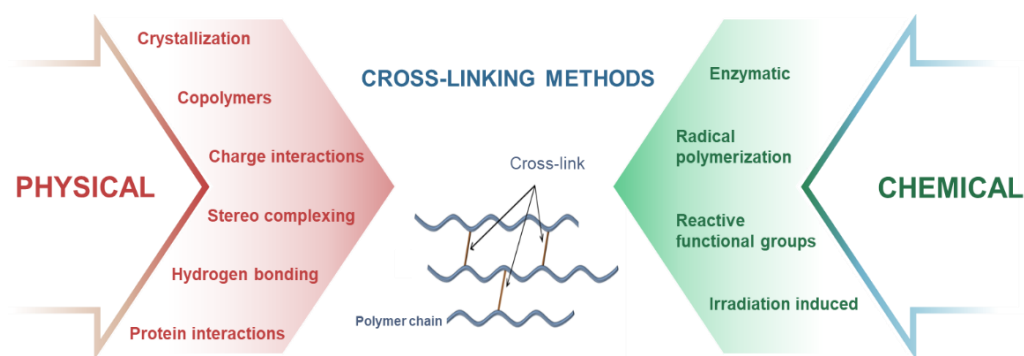 CROSS-LINKING METHODS
PHYSICAL
Crystallization
Copolymers
Charge interactions
Stereo complexing
Hydrogen bonding
Protein interactions
Cross-link
Polymer chain
Enzymatic
Radical
polymerization
Reactive
functional groups
Irradiation induced
CHEMICAL